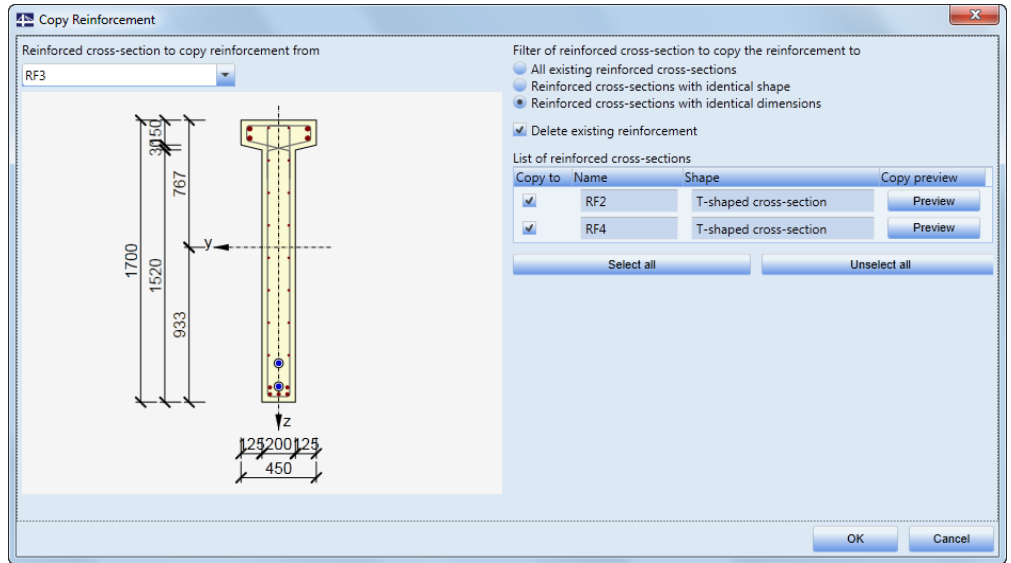 Copy Reinforcement
x
Reinforced cross-section to copy reinforcement from
RF3
Filter of reinforced cross-section to copy the reinforcement to
All existing reinforced cross-sections
Reinforced cross-sections with identical shape
Reinforced cross-sections with identical dimensions
Delete existing reinforcement
List of reinforced cross-sections
Copy to Name Shape Copy preview
RF2 T-shaped cross-section Preview
RF4 T-shaped cross-section Preview
Select all Unselect all
150
30
767
1700
1520
933
y
z
125 200 125
450
OK Cancel